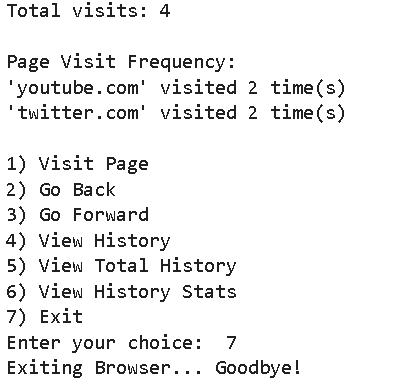 Total visits: 4
Page Visit Frequency:
'youtube.com' visited 2 time(s)
'twitter.com' visited 2 time(s)
1) Visit Page
2) Go Back
3) Go Forward
4) View History
5) View Total History
6) View History Stats
7) Exit
Enter your choice:  7
Exiting Browser... Goodbye!